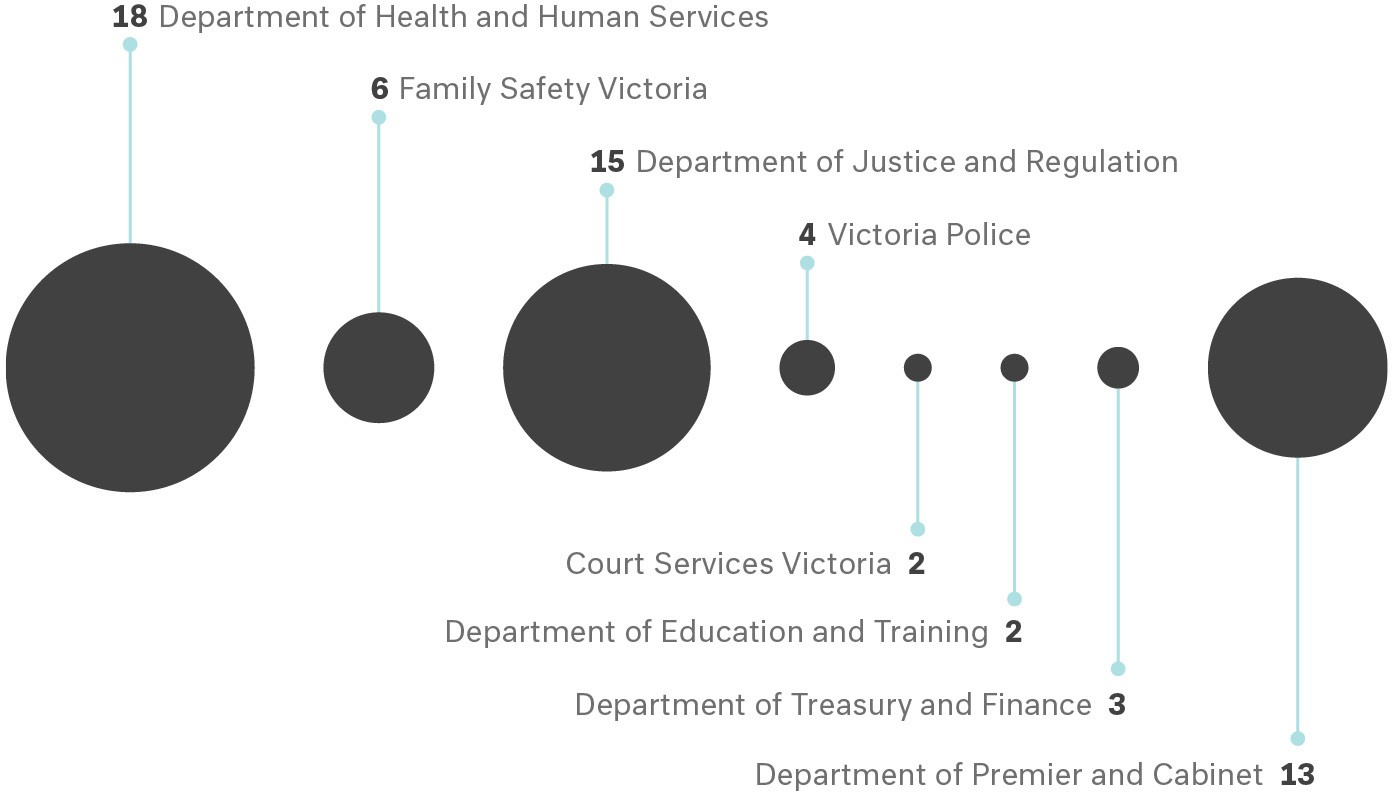 18 Department of Health and Human Services
6 Family Safety Victoria
15 Department of Justice and Regulation
4 Victoria Police
Court Services Victoria 2
Department of Education and Training 2
Department of Treasury and Finance 3
Department of Premier and Cabinet 13